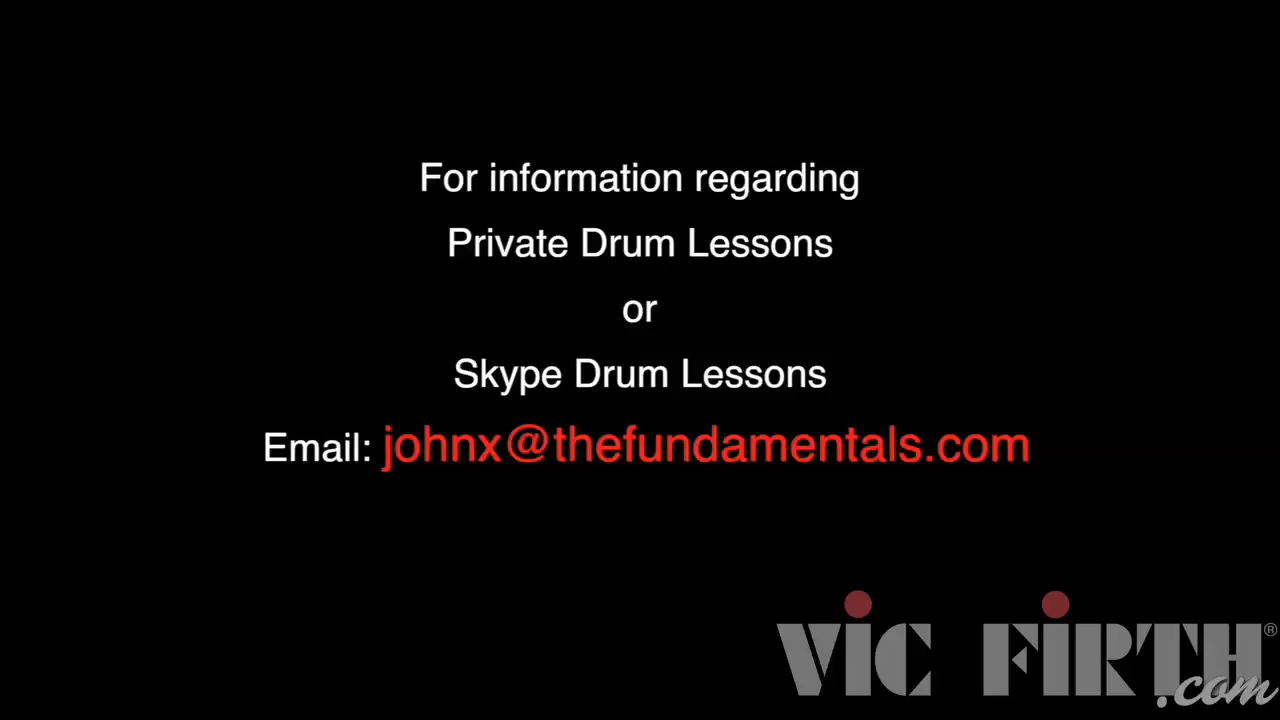 For information regarding
Private Drum Lessons
or
Skype Drum Lessons
Email: johnx@thefundamentals.com
VIC FIRTH®
.com